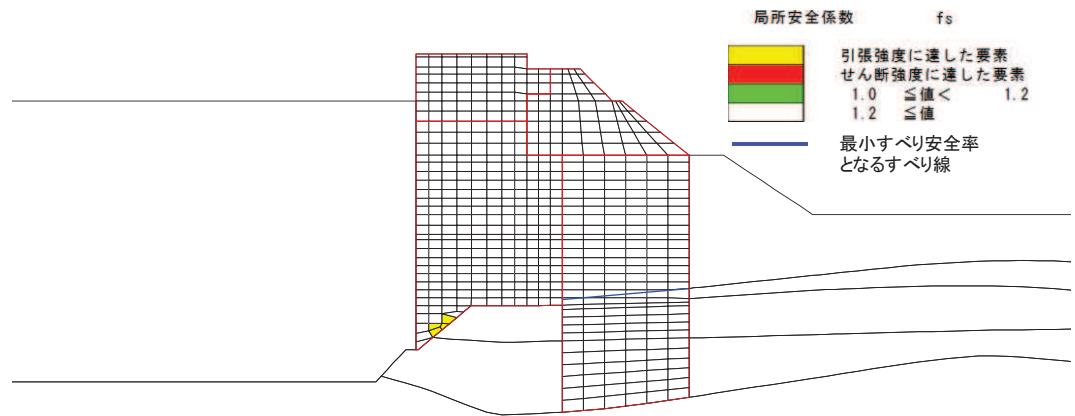 局所安全係数 fs
引張強度に達した要素
せん断強度に達した要素
1.0 ≦値< 1.2
1.2 ≦値
最小すべり安全率
となるすべり線